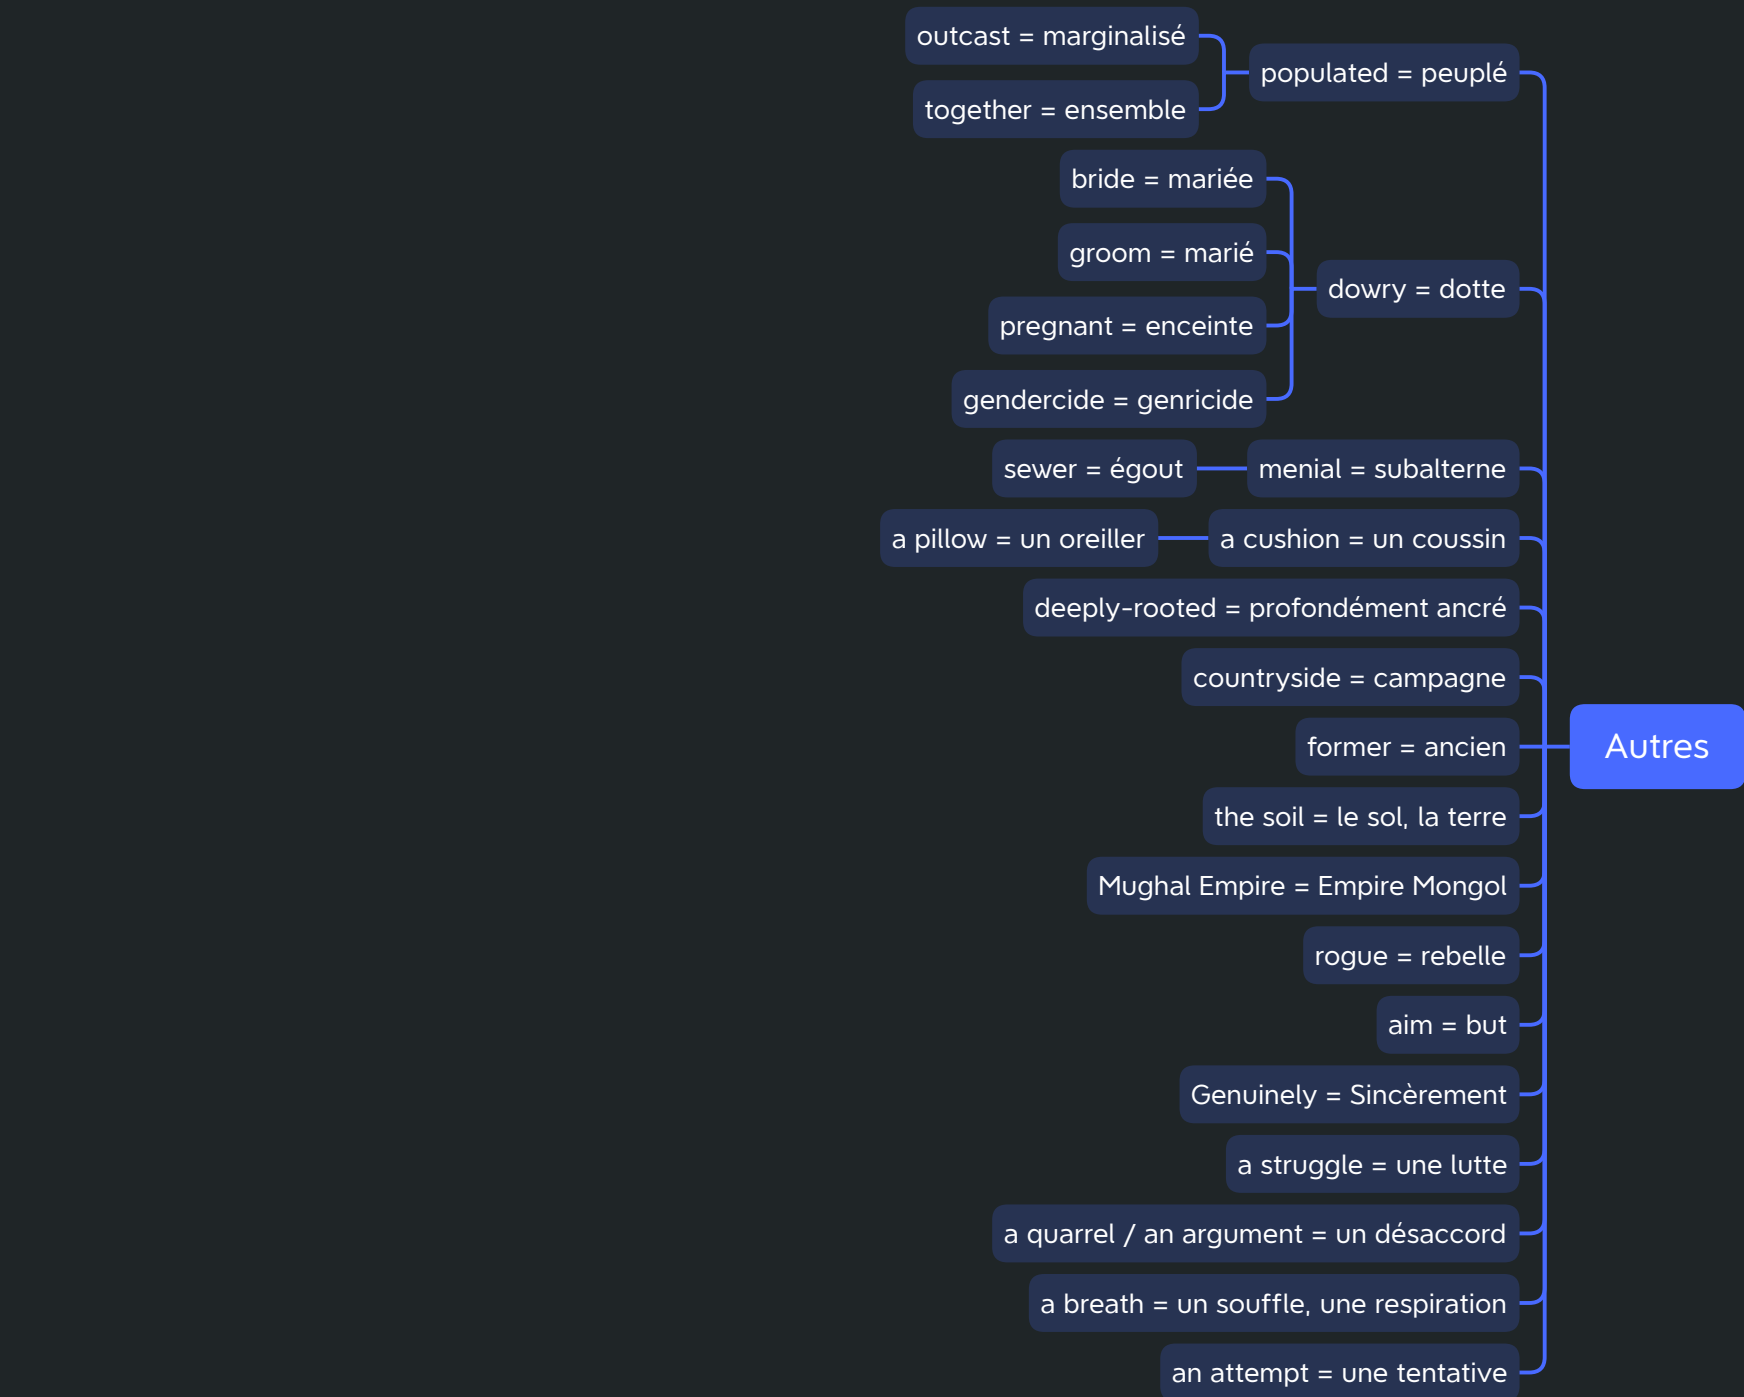 outcast = marginalisé
populated = peuplé
together = ensemble
bride = mariée
groom = marié
dowry = dotte
pregnant = enceinte
gendercide = genricide
sewer = égout
menial = subalterne
a pillow = un oreiller
a cushion = un coussin
deeply-rooted = profondément ancré
countryside = campagne
former = ancien
Autres
the soil = le sol, la terre
Mughal Empire = Empire Mongol
rogue = rebelle
aim = but
Genuinely = Sincèrement
a struggle = une lutte
a quarrel / an argument = un désaccord
a breath = un souffle, une respiration
an attempt = une tentative